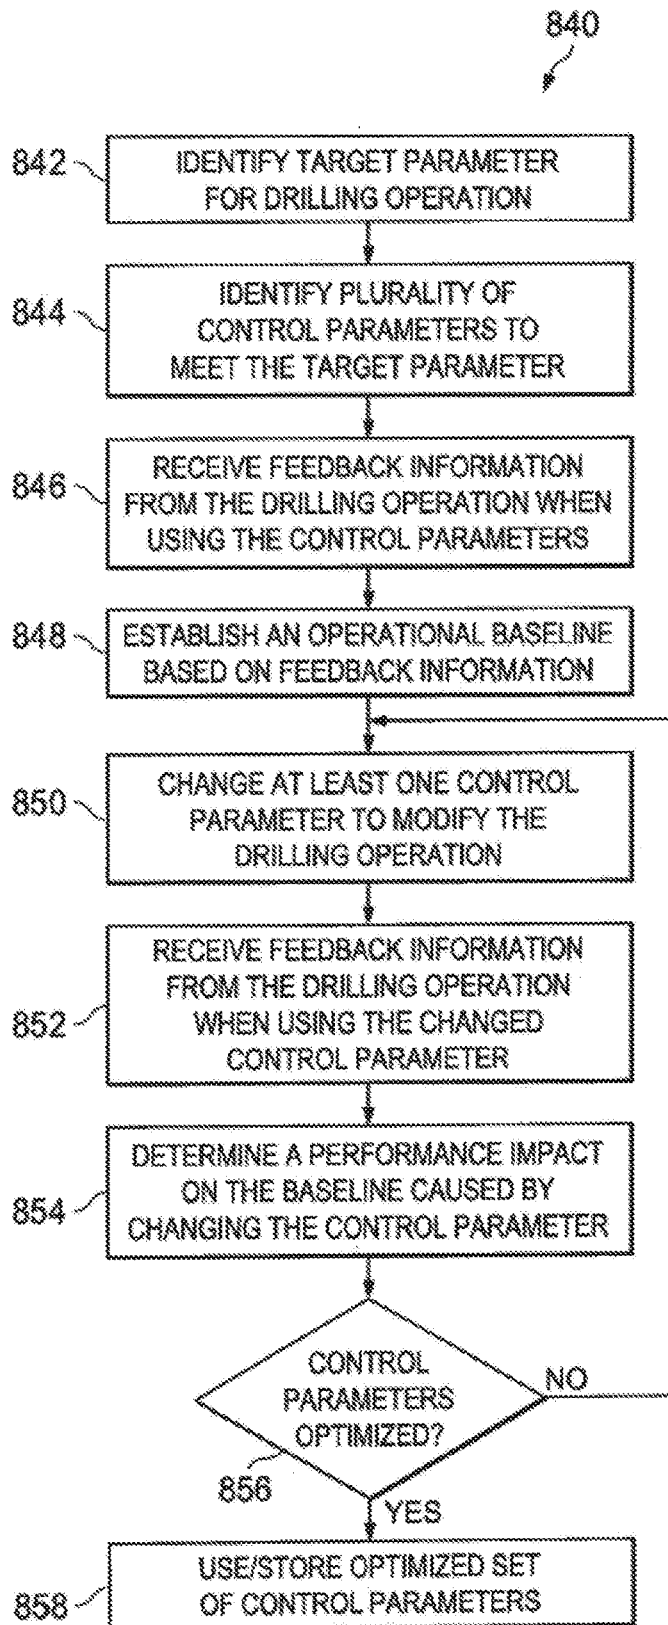 840
842
IDENTIFY TARGET PARAMETER
FOR DRILLING OPERATION
844
IDENTIFY PLURALITY OF
CONTROL PARAMETERS TO
MEET THE TARGET PARAMETER
846
RECEIVE FEEDBACK INFORMATION
FROM THE DRILLING OPERATION WHEN
USING THE CONTROL PARAMETERS
848
ESTABLISH AN OPERATIONAL BASELINE
BASED ON FEEDBACK INFORMATION
850
CHANGE AT LEAST ONE CONTROL
PARAMETER TO MODIFY THE
DRILLING OPERATION
852
RECEIVE FEEDBACK INFORMATION
FROM THE DRILLING OPERATION
WHEN USING THE CHANGED
CONTROL PARAMETER
854
DETERMINE A PERFORMANCE IMPACT
ON THE BASELINE CAUSED BY
CHANGING THE CONTROL PARAMETER
CONTROL
PARAMETERS
OPTIMIZED?
NO
856
YES
858
USE/STORE OPTIMIZED SET
OF CONTROL PARAMETERS